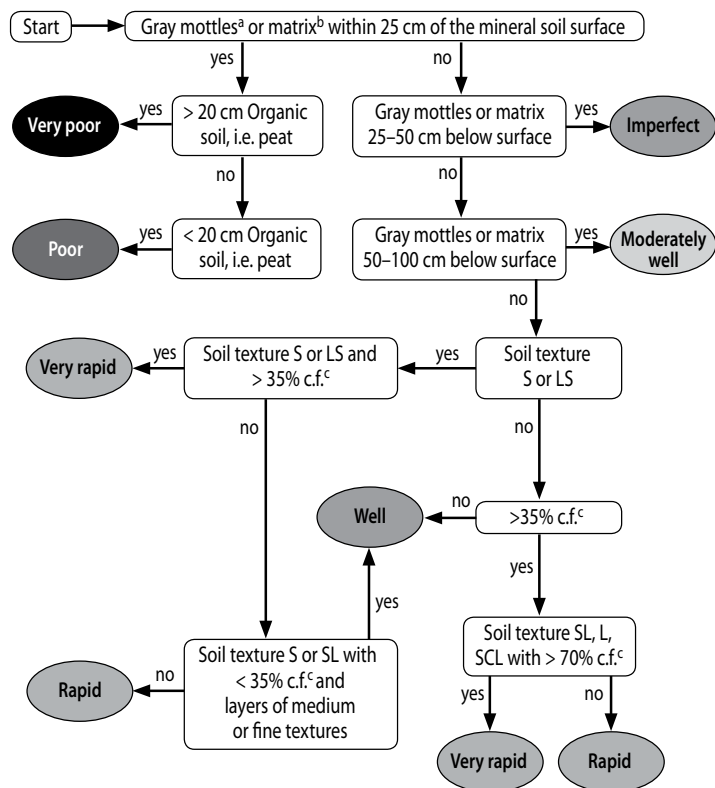 Start
Gray mottlesᵃ or matrixᵇ within 25 cm of the mineral soil surface
yes
no
Very poor
yes
> 20 cm Organic
soil, i.e. peat
Gray mottles or matrix
25–50 cm below surface
yes
Imperfect
no
no
Poor
yes
< 20 cm Organic
soil, i.e. peat
Gray mottles or matrix
50–100 cm below surface
yes
Moderately
well
no
Very rapid
yes
Soil texture S or LS and
> 35% c.f.ᶜ
yes
Soil texture
S or LS
no
no
Well
no
>35% c.f.ᶜ
yes
yes
Soil texture SL, L,
SCL with > 70% c.f.ᶜ
Rapid
no
Soil texture S or SL with
< 35% c.f.ᶜ and
layers of medium
or fine textures
yes
no
Very rapid
Rapid